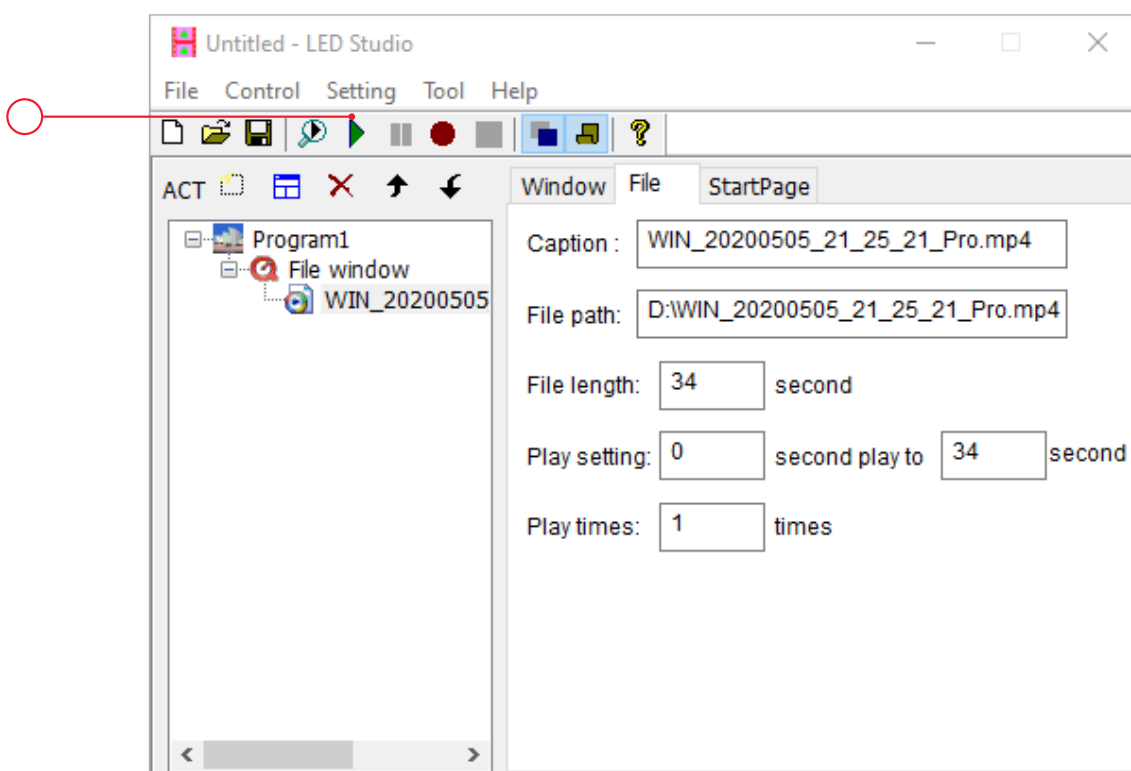 Untitled - LED Studio
File Control Setting Tool Help
ACT
Window File StartPage
Program1
File window
WIN_20200505
Caption : WIN_20200505_21_25_21_Pro.mp4
File path: D:\WIN_20200505_21_25_21_Pro.mp4
File length: 34 second
Play setting: 0 second play to 34 second
Play times: 1 times